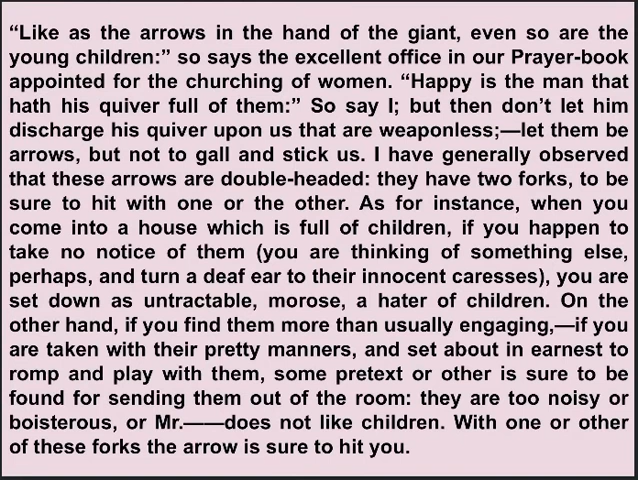 “Like as the arrows in the hand of the giant, even so are the
young children:” so says the excellent office in our Prayer-book
appointed for the churching of women. “Happy is the man that
hath his quiver full of them:” So say I; but then don’t let him
discharge his quiver upon us that are weaponless;—let them be
arrows, but not to gall and stick us. I have generally observed
that these arrows are double-headed: they have two forks, to be
sure to hit with one or the other. As for instance, when you
come into a house which is full of children, if you happen to
take no notice of them (you are thinking of something else,
perhaps, and turn a deaf ear to their innocent caresses), you are
set down as untractable, morose, a hater of children. On the
other hand, if you find them more than usually engaging,—if you
are taken with their pretty manners, and set about in earnest to
romp and play with them, some pretext or other is sure to be
found for sending them out of the room: they are too noisy or
boisterous, or Mr.——does not like children. With one or other
of these forks the arrow is sure to hit you.